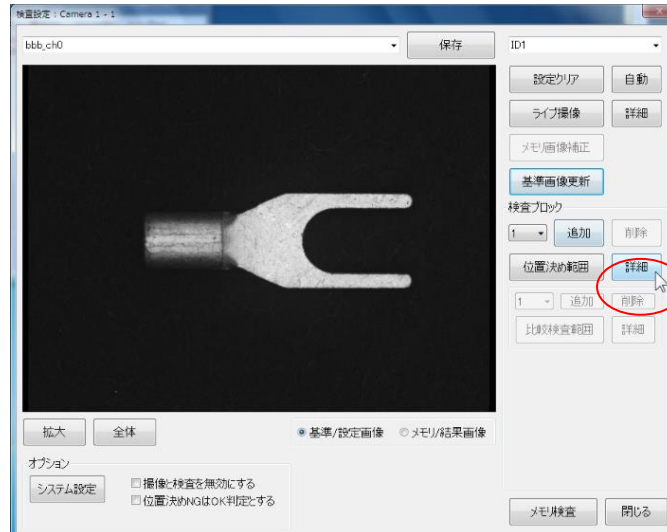 検査設定 : Camera 1 - 1
bbb_ch0
保存
ID1
設定クリア
自動
ライブ撮像
詳細
メモリ画像補正
基準画像更新
検査ブロック
1
追加
削除
位置決め範囲
詳細
1
追加
削除
比較検査範囲
詳細
拡大
全体
基準/設定画像
メモリ/結果画像
オプション
システム設定
撮像と検査を無効にする
位置決めNGはOK判定とする
メモリ検査
閉じる